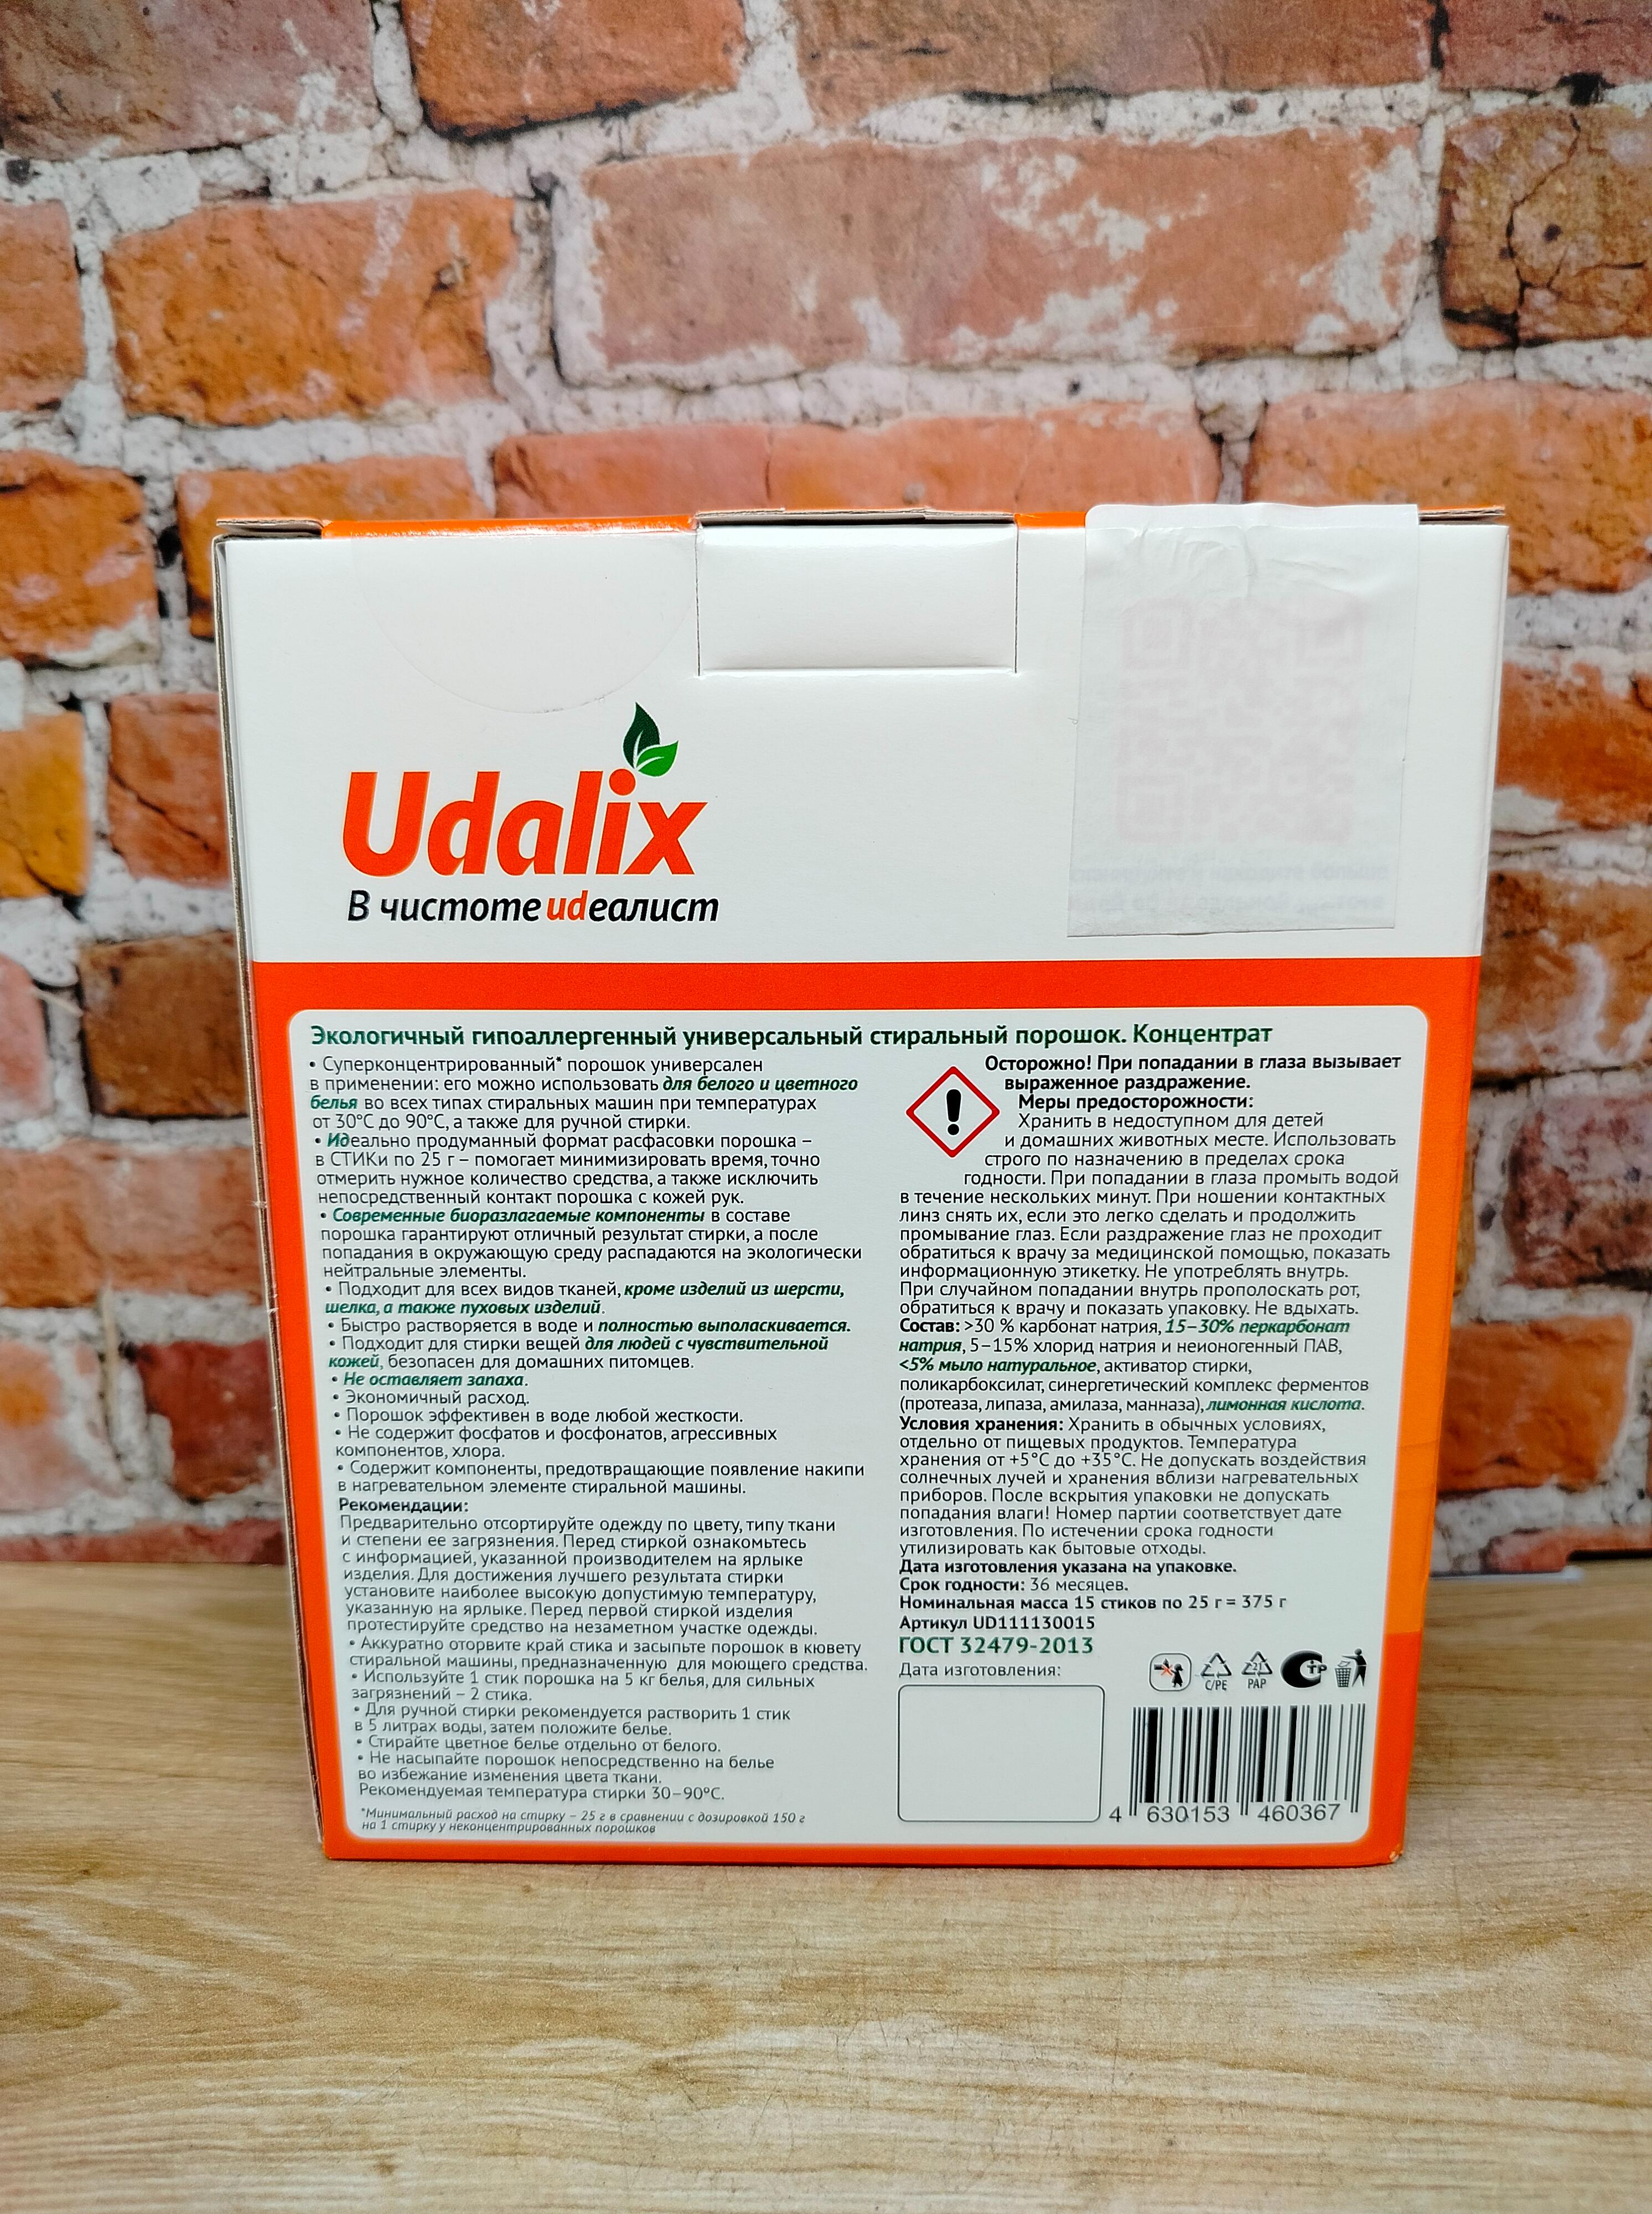 Udalix
В чистоте udеалист
Экологичный гипоаллергенный универсальный стиральный порошок. Концентрат
• Суперконцентрированный* порошок универсален
в применении: его можно использовать для белого и цветного
белья во всех типах стиральных машин при температурах
от 30°С до 90°С, а также для ручной стирки.
• Идеально продуманный формат расфасовки порошка –
в СТИКи по 25 г – помогает минимизировать время, точно
отмерить нужное количество средства, а также исключить
непосредственный контакт порошка с кожей рук.
• Современные биоразлагаемые компоненты в составе
порошка гарантируют отличный результат стирки, а после
попадания в окружающую среду распадаются на экологически
нейтральные элементы.
• Подходит для всех видов тканей, кроме изделий из шерсти,
шелка, а также пуховых изделий.
• Быстро растворяется в воде и полностью выполаскивается.
• Подходит для стирки вещей для людей с чувствительной
кожей, безопасен для домашних питомцев.
• Не оставляет запаха.
• Экономичный расход.
• Порошок эффективен в воде любой жесткости.
• Не содержит фосфатов и фосфонатов, агрессивных
компонентов, хлора.
• Содержит компоненты, предотвращающие появление накипи
в нагревательном элементе стиральной машины.
Рекомендации:
Предварительно отсортируйте одежду по цвету, типу ткани
и степени ее загрязнения. Перед стиркой ознакомьтесь
с информацией, указанной производителем на ярлыке
изделия. Для достижения лучшего результата стирки
установите наиболее высокую допустимую температуру,
указанную на ярлыке. Перед первой стиркой изделия
протестируйте средство на незаметном участке одежды.
• Аккуратно оторвите край стика и засыпьте порошок в кювету
стиральной машины, предназначенную для моющего средства.
• Используйте 1 стик порошка на 5 кг белья, для сильных
загрязнений – 2 стика.
• Для ручной стирки рекомендуется растворить 1 стик
в 5 литрах воды, затем положите белье.
• Стирайте цветное белье отдельно от белого.
• Не насыпайте порошок непосредственно на белье
во избежание изменения цвета ткани.
Рекомендуемая температура стирки 30–90°С.
*Минимальный расход на стирку – 25 г в сравнении с дозировкой 150 г
на 1 стирку у неконцентрированных порошков
Осторожно! При попадании в глаза вызывает
выраженное раздражение.
Меры предосторожности:
Хранить в недоступном для детей
и домашних животных месте. Использовать
строго по назначению в пределах срока
годности. При попадании в глаза промыть водой
в течение нескольких минут. При ношении контактных
линз снять их, если это легко сделать и продолжить
промывание глаз. Если раздражение глаз не проходит
обратиться к врачу за медицинской помощью, показать
информационную этикетку. Не употреблять внутрь.
При случайном попадании внутрь прополоскать рот,
обратиться к врачу и показать упаковку. Не вдыхать.
Состав: >30 % карбонат натрия, 15–30% перкарбонат
натрия, 5–15% хлорид натрия и неионогенный ПАВ,
<5% мыло натуральное, активатор стирки,
поликарбоксилат, синергетический комплекс ферментов
(протеаза, липаза, амилаза, манназа), лимонная кислота.
Условия хранения: Хранить в обычных условиях,
отдельно от пищевых продуктов. Температура
хранения от +5°С до +35°С. Не допускать воздействия
солнечных лучей и хранения вблизи нагревательных
приборов. После вскрытия упаковки не допускать
попадания влаги! Номер партии соответствует дате
изготовления. По истечении срока годности
утилизировать как бытовые отходы.
Дата изготовления указана на упаковке.
Срок годности: 36 месяцев.
Номинальная масса 15 стиков по 25 г = 375 г
Артикул UD111130015
ГОСТ 32479-2013
Дата изготовления:
C/PE
21
PAP
4 630153 460367